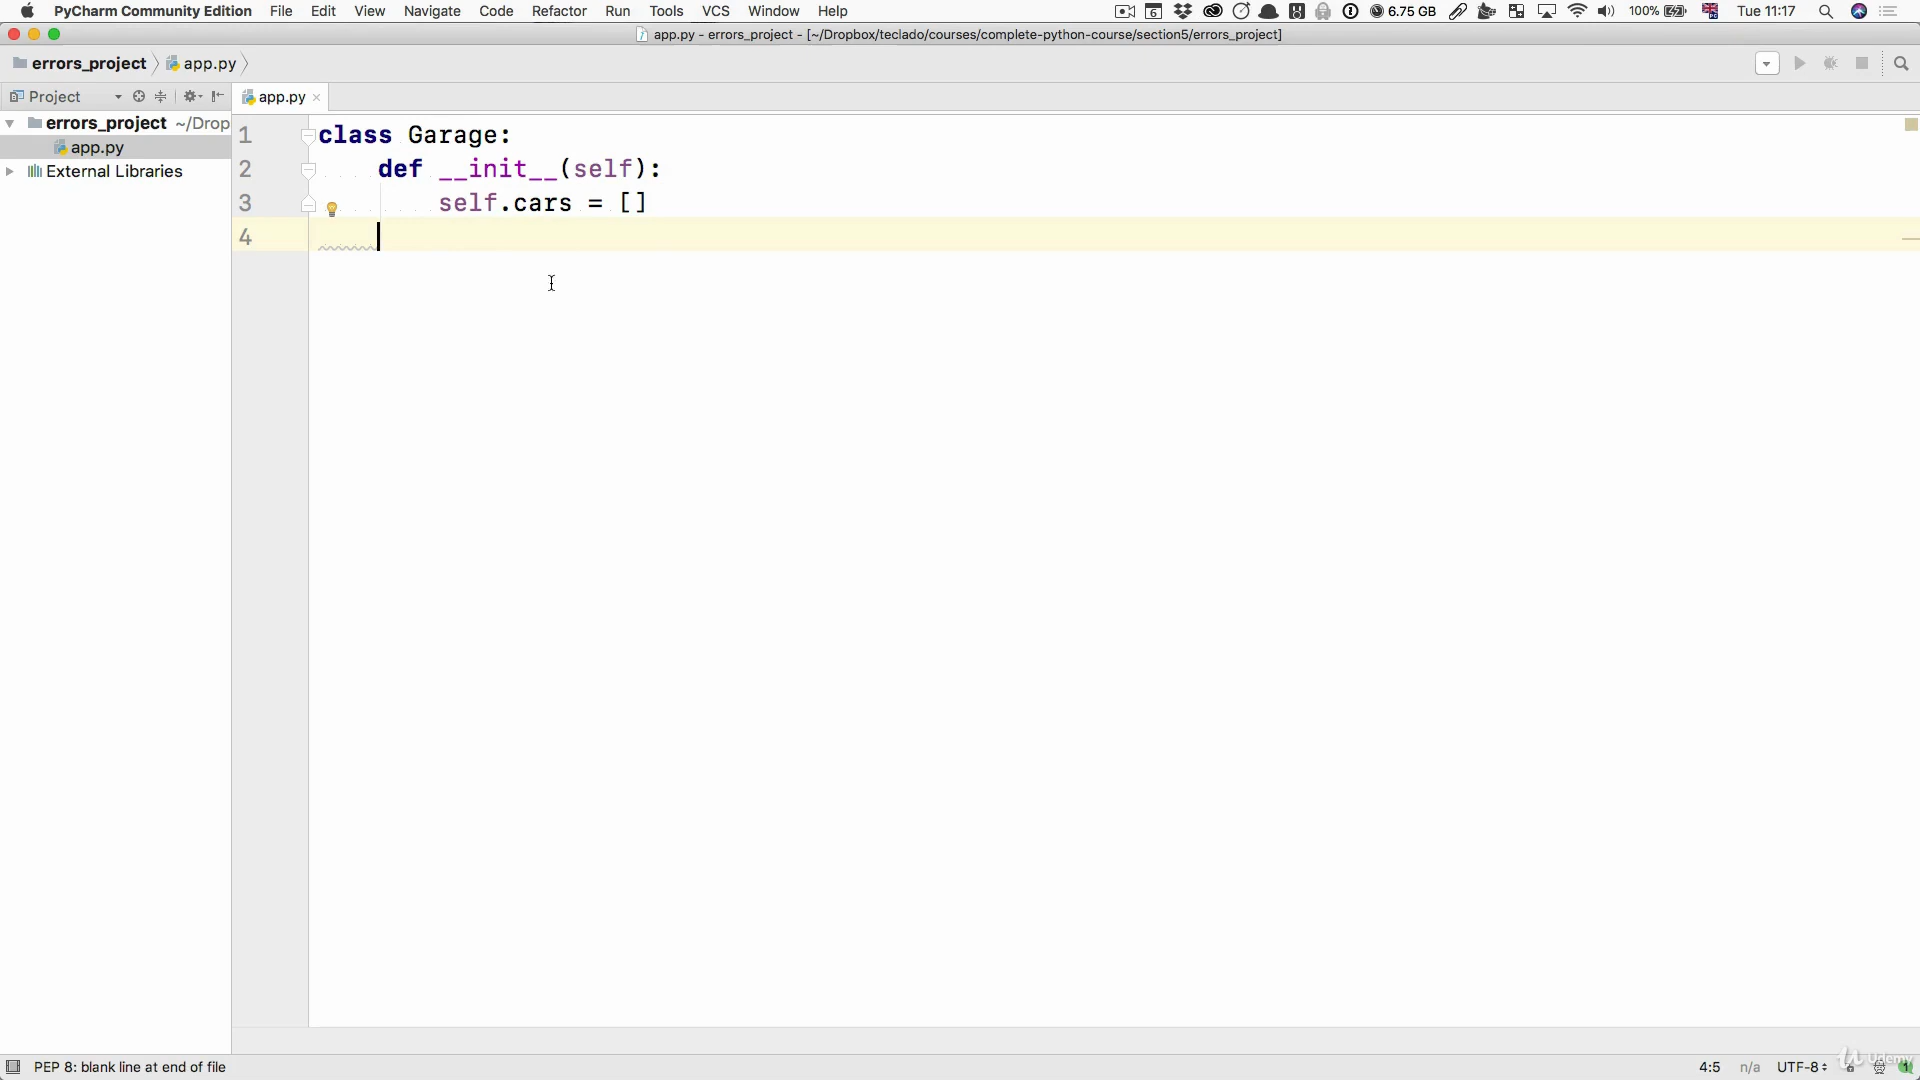 PyCharm Community Edition File Edit View Navigate Code Refactor Run Tools VCS Window Help 6 6.75 GB 100% Tue 11:17
app.py - errors_project - [~/Dropbox/teclado/courses/complete-python-course/section5/errors_project]
errors_project app.py
Project app.py
errors_project ~/Drop
app.py
External Libraries
1 class Garage:
2 def __init__(self):
3 self.cars = []
4
PEP 8: blank line at end of file 4:5 n/a UTF-8 1
Udemy